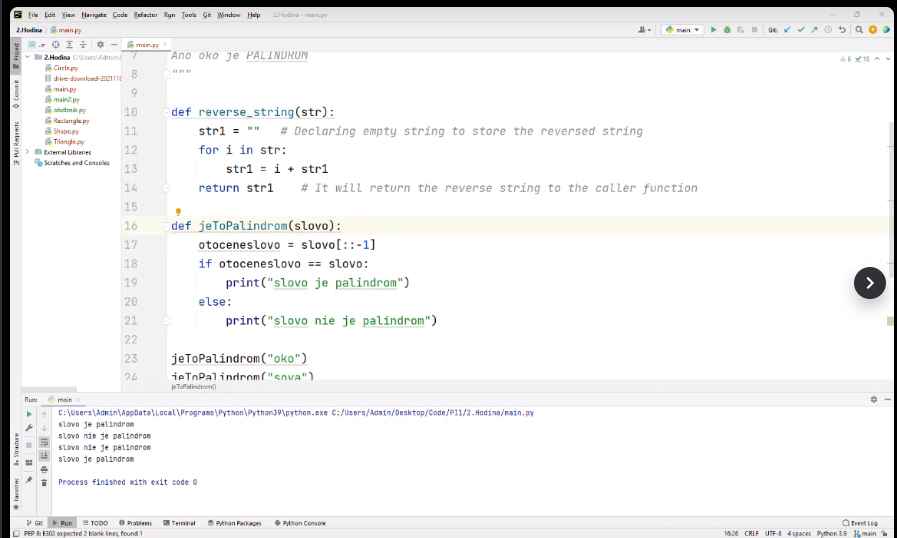 File Edit View Navigate Code Refactor Run Tools Git Window Help 2.Hodina - main.py
2.Hodina main.py
main
Git:
Project
2.Hodina C:\Users\Admin\
Circle.py
drive-download-2021110
main.py
main2.py
obdlznik.py
Rectangle.py
Shape.py
Triangle.py
External Libraries
Scratches and Consoles
Commit
Pull Requests
main.py
6 16
7 Ano oko je PALINDROM
8 """
9
10 def reverse_string(str):
11 str1 = "" # Declaring empty string to store the reversed string
12 for i in str:
13 str1 = i + str1
14 return str1 # It will return the reverse string to the caller function
15
16 def jeToPalindrom(slovo):
17 otoceneslovo = slovo[::-1]
18 if otoceneslovo == slovo:
19 print("slovo je palindrom")
20 else:
21 print("slovo nie je palindrom")
22
23 jeToPalindrom("oko")
24 jeToPalindrom("sova")
jeToPalindrom()
Run: main
C:\Users\Admin\AppData\Local\Programs\Python\Python39\python.exe C:/Users/Admin/Desktop/Code/PI1/2.Hodina/main.py
slovo je palindrom
slovo nie je palindrom
slovo nie je palindrom
slovo je palindrom
Process finished with exit code 0
Structure
Favorites
Git Run TODO Problems Terminal Python Packages Python Console Event Log
PEP 8: E302 expected 2 blank lines, found 1 16:26 CRLF UTF-8 4 spaces Python 3.9 main